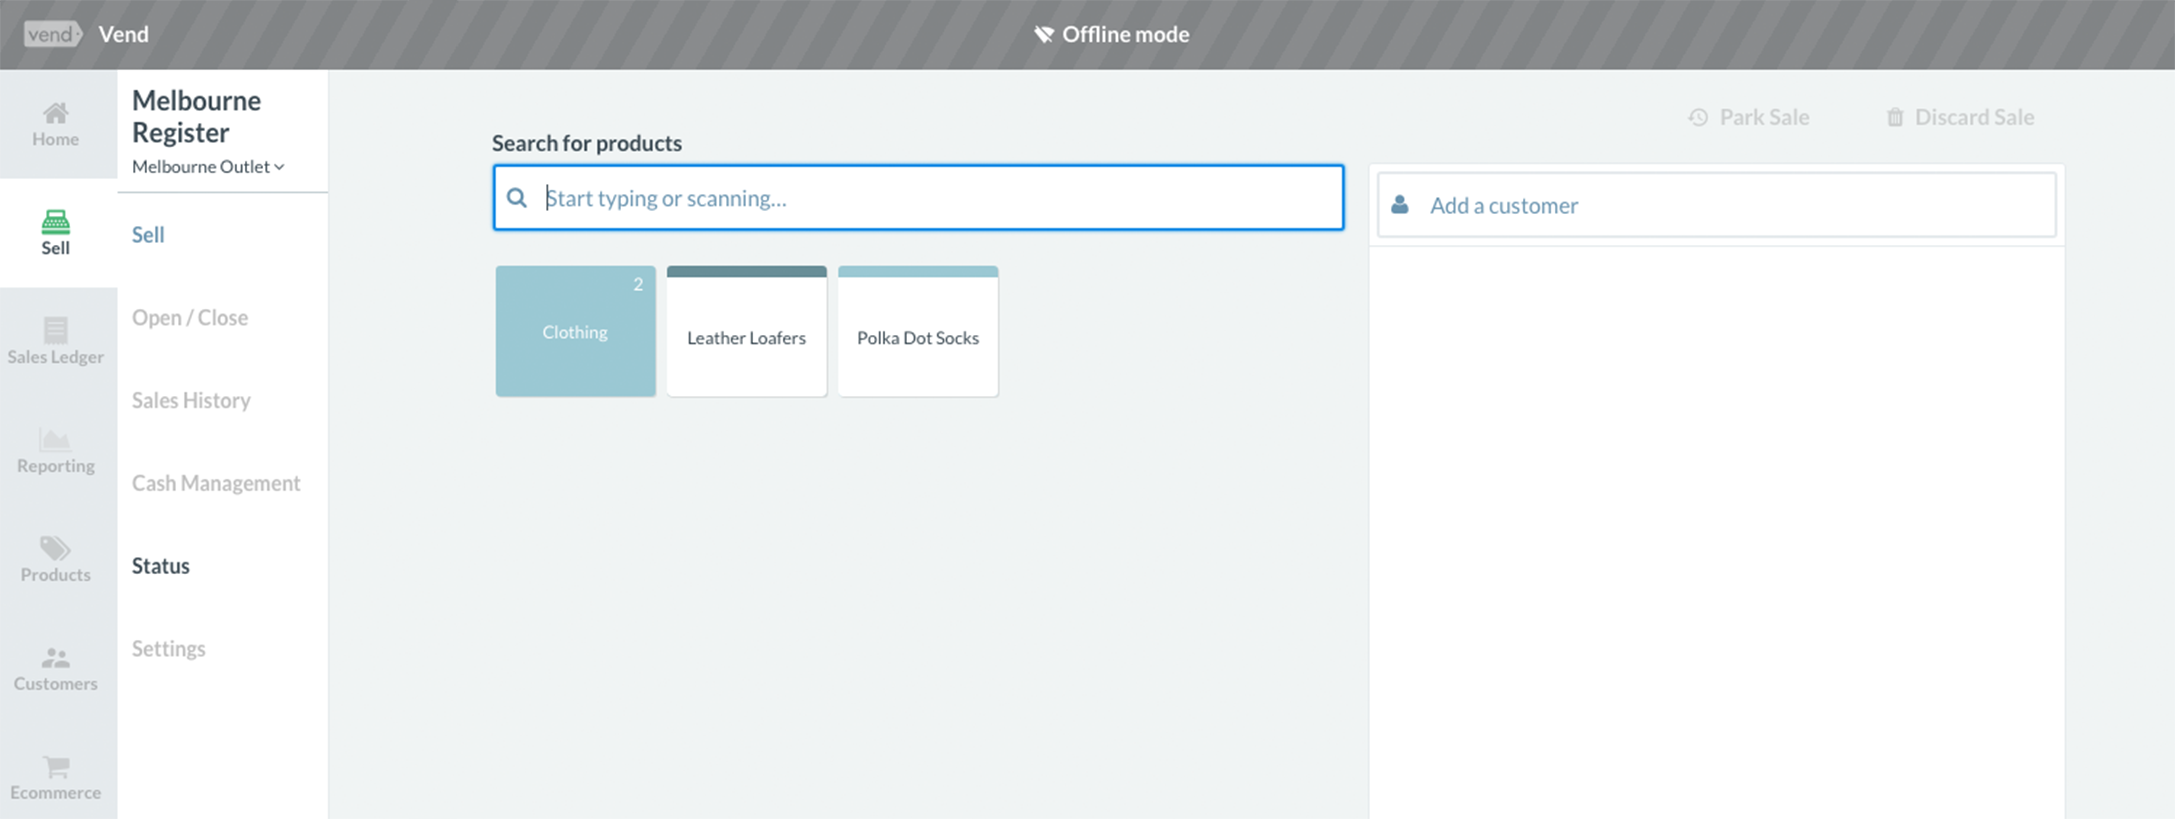 vend
Vend
Offline mode
Home
Sell
Sales Ledger
Reporting
Products
Customers
Ecommerce
Melbourne
Register
Melbourne Outlet
Sell
Open / Close
Sales History
Cash Management
Status
Settings
Search for products
Start typing or scanning...
2
Clothing
Leather Loafers
Polka Dot Socks
Park Sale
Discard Sale
Add a customer